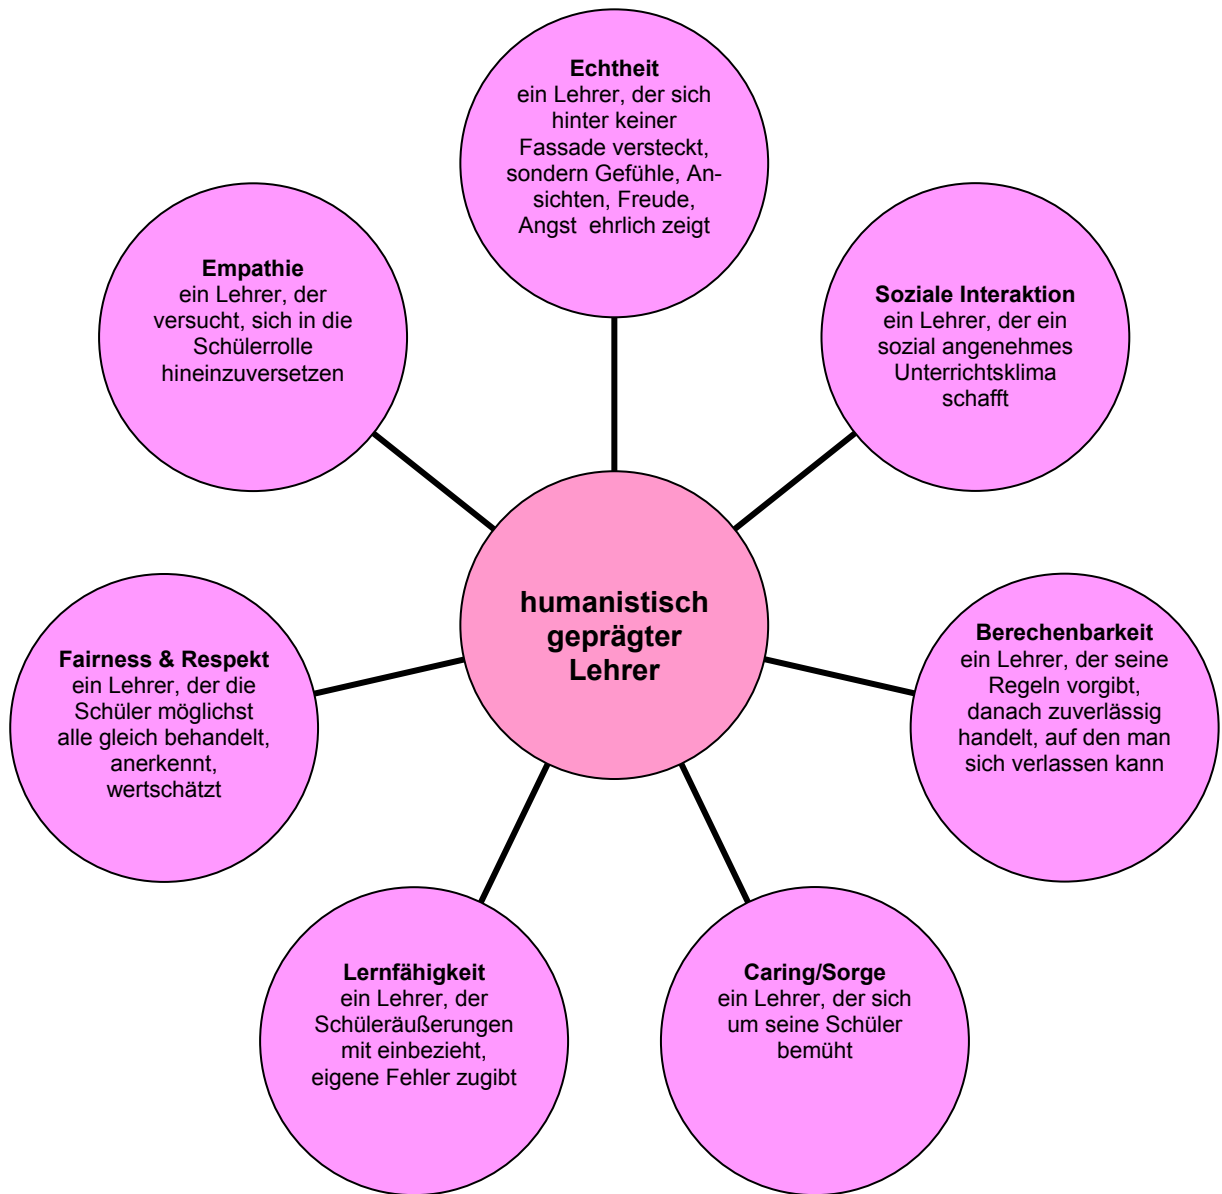 Echtheit
ein Lehrer, der sich
hinter keiner
Fassade versteckt,
sondern Gefühle, An-
sichten, Freude,
Angst  ehrlich zeigt
Empathie
ein Lehrer, der
versucht, sich in die
Schülerrolle
hineinzuversetzen
Soziale Interaktion
ein Lehrer, der ein
sozial angenehmes
Unterrichtsklima
schafft
humanistisch
geprägter
Lehrer
Fairness & Respekt
ein Lehrer, der die
Schüler möglichst
alle gleich behandelt,
anerkennt,
wertschätzt
Berechenbarkeit
ein Lehrer, der seine
Regeln vorgibt,
danach zuverlässig
handelt, auf den man
sich verlassen kann
Lernfähigkeit
ein Lehrer, der
Schüleräußerungen
mit einbezieht,
eigene Fehler zugibt
Caring/Sorge
ein Lehrer, der sich
um seine Schüler
bemüht